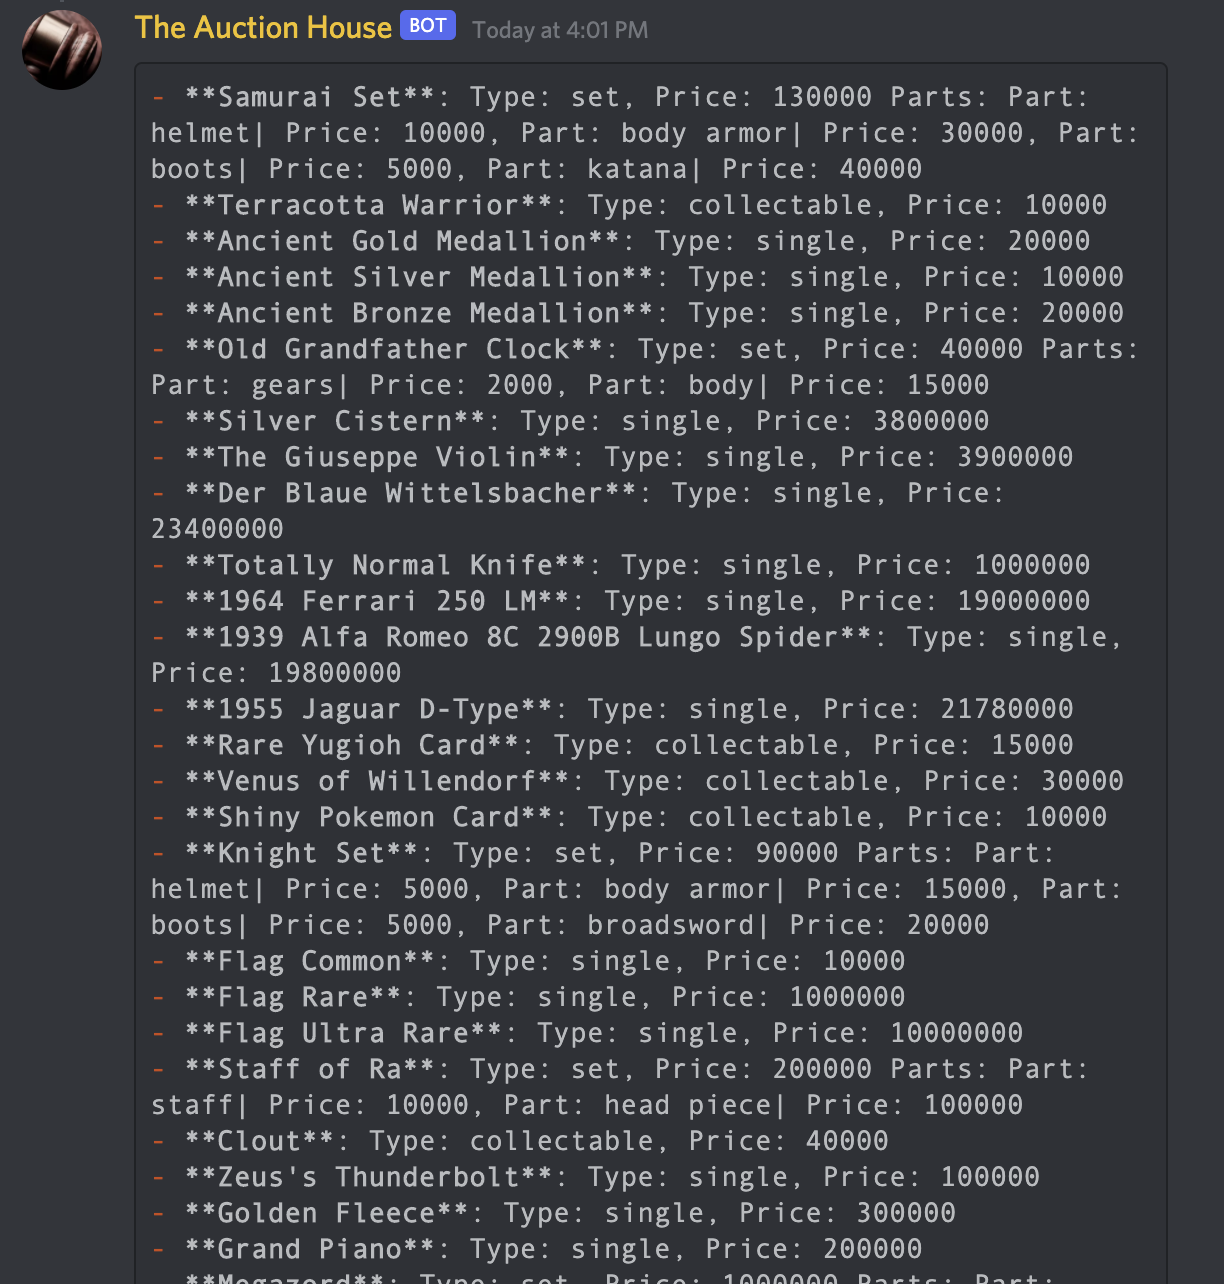 The Auction House BOT Today at 4:01 PM
- **Samurai Set**: Type: set, Price: 130000 Parts: Part:
helmet| Price: 10000, Part: body armor| Price: 30000, Part:
boots| Price: 5000, Part: katana| Price: 40000
- **Terracotta Warrior**: Type: collectable, Price: 10000
- **Ancient Gold Medallion**: Type: single, Price: 20000
- **Ancient Silver Medallion**: Type: single, Price: 10000
- **Ancient Bronze Medallion**: Type: single, Price: 20000
- **Old Grandfather Clock**: Type: set, Price: 40000 Parts:
Part: gears| Price: 2000, Part: body| Price: 15000
- **Silver Cistern**: Type: single, Price: 3800000
- **The Giuseppe Violin**: Type: single, Price: 3900000
- **Der Blaue Wittelsbacher**: Type: single, Price:
23400000
- **Totally Normal Knife**: Type: single, Price: 1000000
- **1964 Ferrari 250 LM**: Type: single, Price: 19000000
- **1939 Alfa Romeo 8C 2900B Lungo Spider**: Type: single,
Price: 19800000
- **1955 Jaguar D-Type**: Type: single, Price: 21780000
- **Rare Yugioh Card**: Type: collectable, Price: 15000
- **Venus of Willendorf**: Type: collectable, Price: 30000
- **Shiny Pokemon Card**: Type: collectable, Price: 10000
- **Knight Set**: Type: set, Price: 90000 Parts: Part:
helmet| Price: 5000, Part: body armor| Price: 15000, Part:
boots| Price: 5000, Part: broadsword| Price: 20000
- **Flag Common**: Type: single, Price: 10000
- **Flag Rare**: Type: single, Price: 1000000
- **Flag Ultra Rare**: Type: single, Price: 10000000
- **Staff of Ra**: Type: set, Price: 200000 Parts: Part:
staff| Price: 10000, Part: head piece| Price: 100000
- **Clout**: Type: collectable, Price: 40000
- **Zeus's Thunderbolt**: Type: single, Price: 100000
- **Golden Fleece**: Type: single, Price: 300000
- **Grand Piano**: Type: single, Price: 200000
- **Megazord**: Type: set, Price: 1000000 Parts: Part: